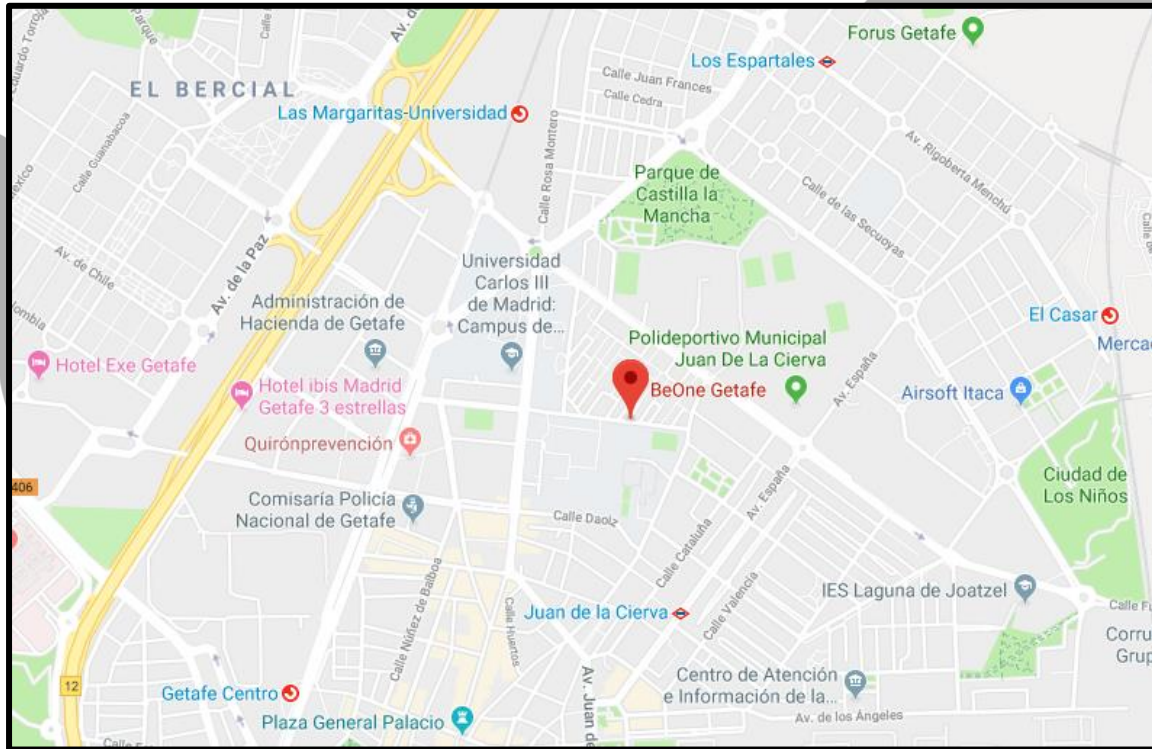 Forus Getafe
Los Espartales
Calle Juan Frances
Calle Cedra
EL BERCIAL
Las Margaritas-Universidad
Calle Rosa Montero
Calle Guanabacoa
Av. Rigoberta Menchú
Parque de
Castilla la
Mancha
Calle de las Secuoyas
Av. de la Paz
Av. de Chile
Universidad
Carlos III
de Madrid:
Campus de...
Administración de
Hacienda de Getafe
El Casar
Polideportivo Municipal
Juan De La Cierva
Hotel Exe Getafe
BeOne Getafe
Av. España
Airsoft Itaca
Hotel ibis Madrid
Getafe 3 estrellas
Quirónprevención
Ciudad de
Los Niños
406
Comisaría Policía
Nacional de Getafe
Calle Daoiz
Av. España
Calle Cataluña
Calle Valencia
IES Laguna de Joatzel
Calle Núñez de Balboa
Calle Huertos
Juan de la Cierva
Centro de Atención
e Información de la...
12
Getafe Centro
Plaza General Palacio
Av. Juan de
Av. de los Ángeles